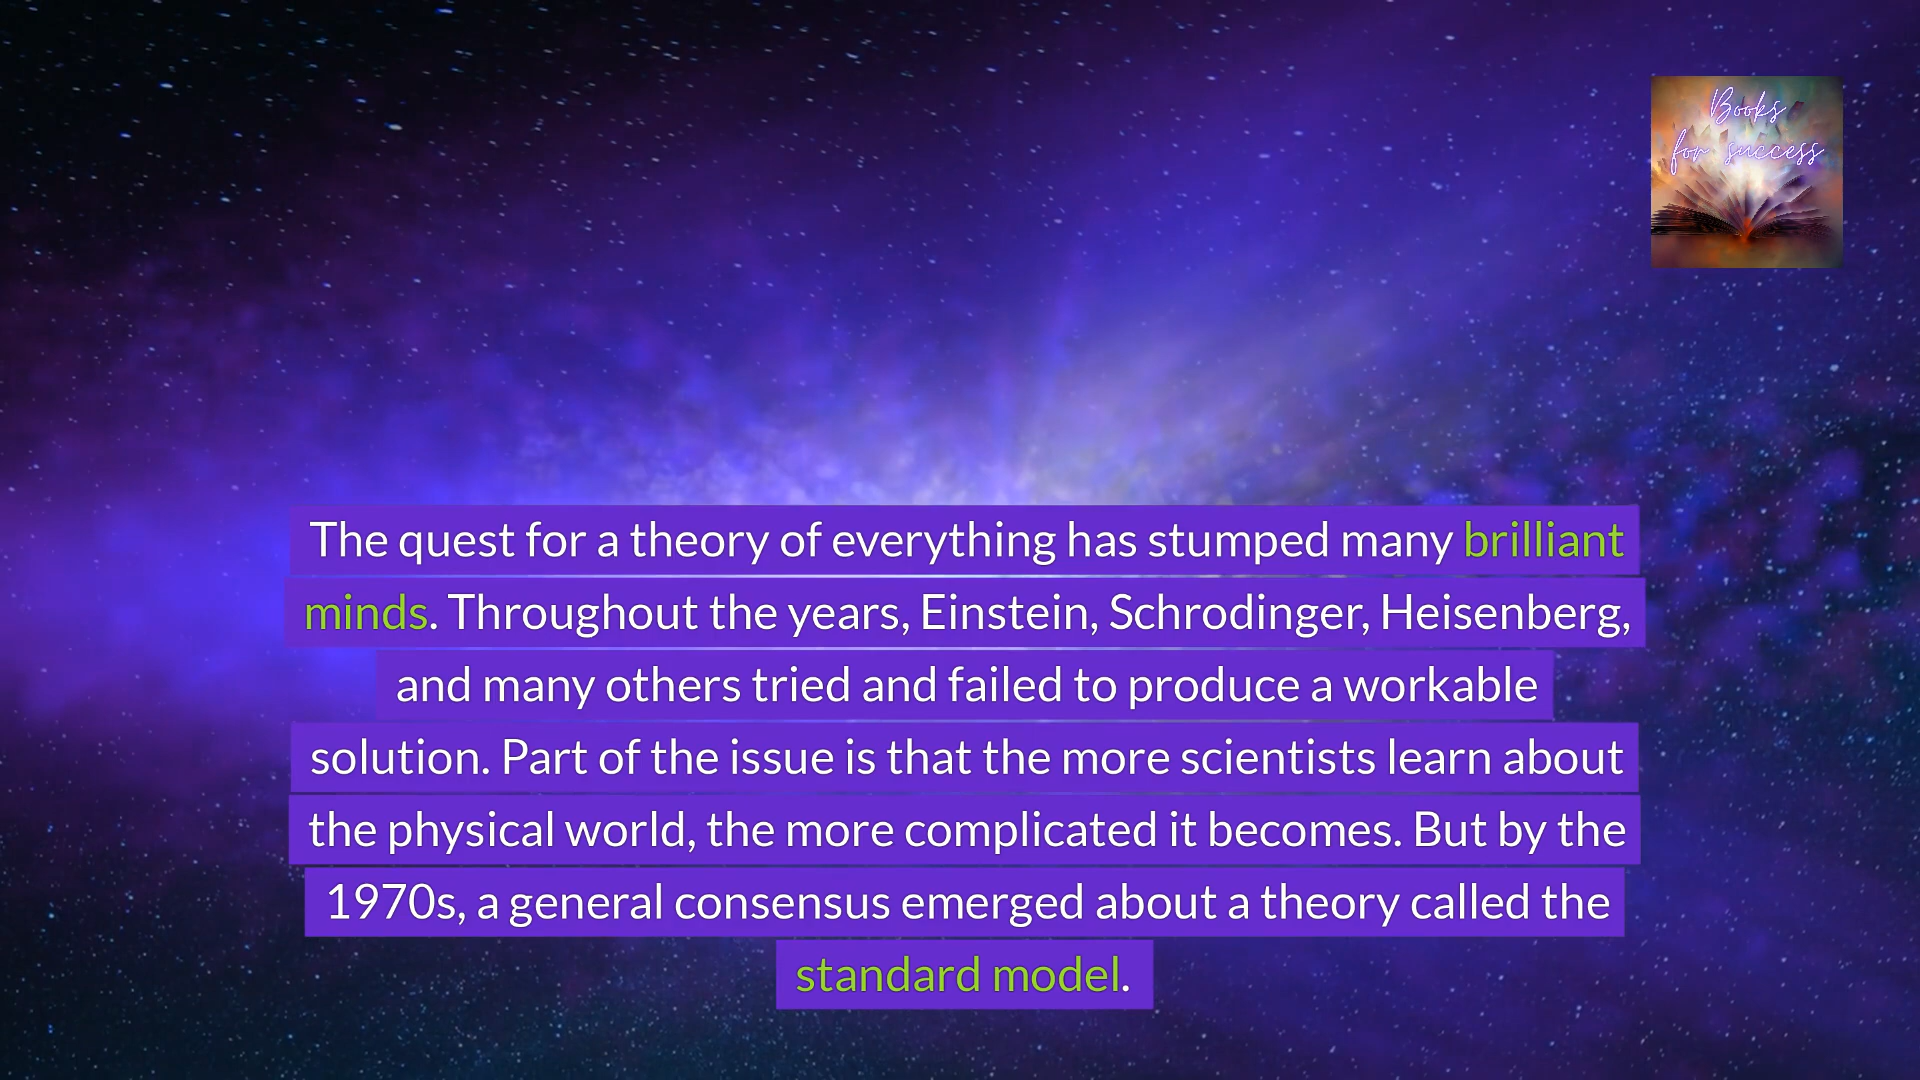 Books
for success
The quest for a theory of everything has stumped many brilliant
minds. Throughout the years, Einstein, Schrodinger, Heisenberg,
and many others tried and failed to produce a workable
solution. Part of the issue is that the more scientists learn about
the physical world, the more complicated it becomes. But by the
1970s, a general consensus emerged about a theory called the
standard model.